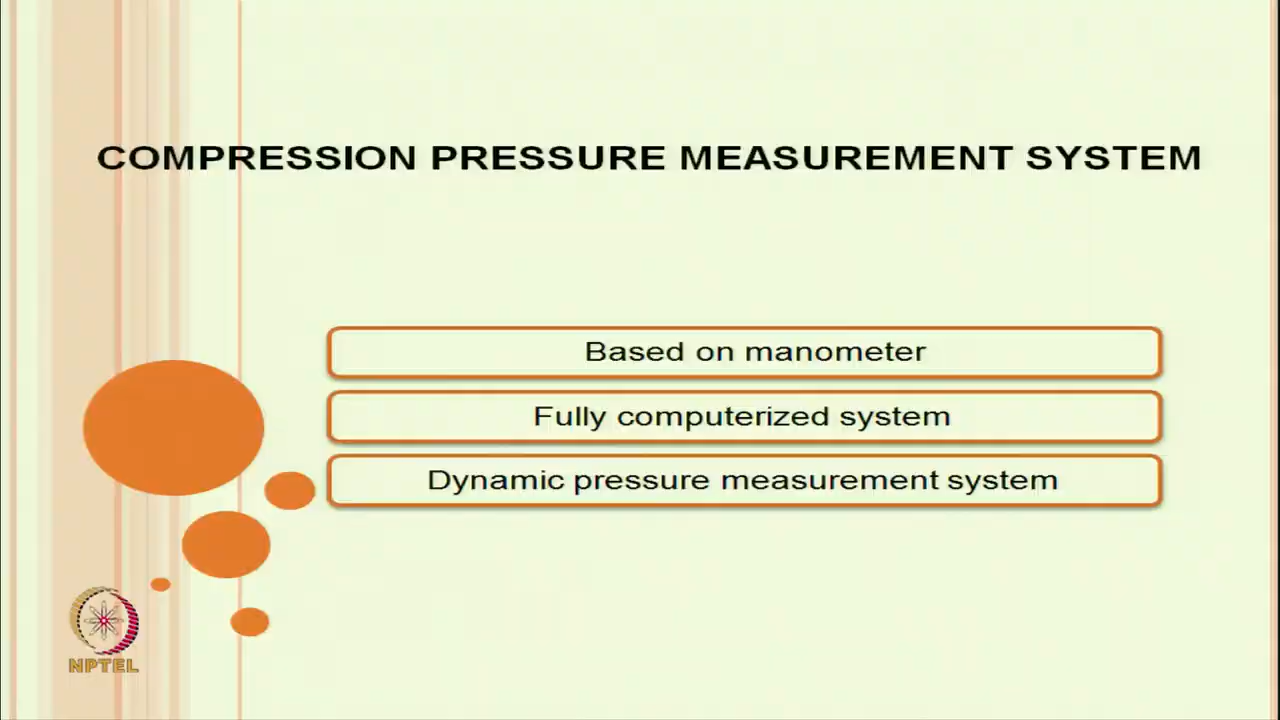 COMPRESSION PRESSURE MEASUREMENT SYSTEM
Based on manometer
Fully computerized system
Dynamic pressure measurement system
NPTEL